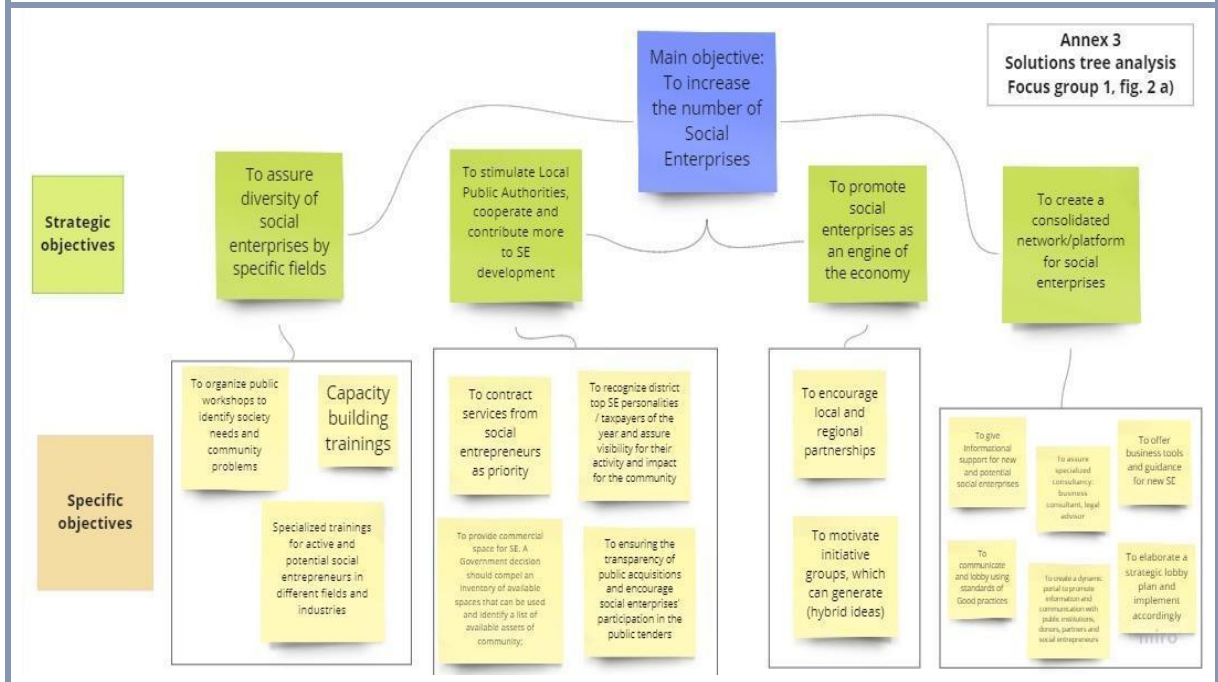 Annex 3
Solutions tree analysis
Focus group 1, fig. 2 a)
Main objective:
To increase
the number of
Social
Enterprises
Strategic
objectives
To assure
diversity of
social
enterprises by
specific fields
To stimulate Local
Public Authorities,
cooperate and
contribute more
to SE
development
To promote
social
enterprises as
an engine of
the economy
To create a
consolidated
network/platform
for social
enterprises
Specific
objectives
To organize public
workshops to
identify society
needs and
community
problems
Capacity
building
trainings
Specialized trainings
for active and
potential social
entrepreneurs in
different fields and
industries
To contract
services from
social
entrepreneurs
as priority
To recognize district
top SE personalities
/ taxpayers of the
year and assure
visibility for their
activity and impact
for the community
To provide commercial
space for SE. A
Government decision
should compel an
inventory of available
spaces that can be used
and identify a list of
available assets of
community;
To ensuring the
transparency of
public acquisitions
and encourage
social enterprises'
participation in the
public tenders
To encourage
local and
regional
partnerships
To motivate
initiative
groups, which
can generate
(hybrid ideas)
To give
Informational
support for new
and potential
social enterprises
To assure
specialized
consultancy:
business
consultant, legal
advisor
To offer
business tools
and guidance
for new SE
To
communicate
and lobby using
standards of
Good practices
To create a dynamic
portal to promote
information and
communication with
public institutions,
donors, partners and
social entrepreneurs
To elaborate a
strategic lobby
plan and
implement
accordingly
miro